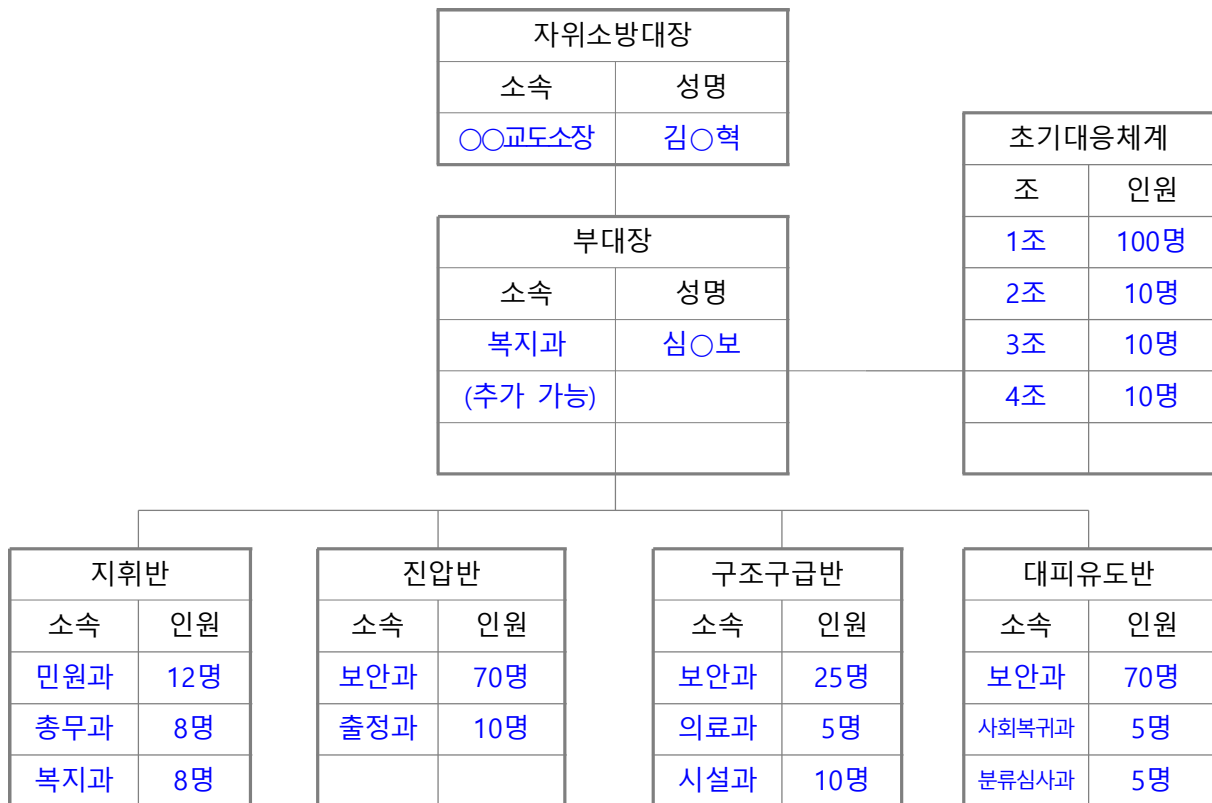 자위소방대장
소속 성명
○○교도소장 김○혁
초기대응체계
조 인원
1조 100명
2조 10명
3조 10명
4조 10명
부대장
소속 성명
복지과 심○보
(추가 가능)
지휘반
소속 인원
민원과 12명
총무과 8명
복지과 8명
진압반
소속 인원
보안과 70명
출정과 10명
구조구급반
소속 인원
보안과 25명
의료과 5명
시설과 10명
대피유도반
소속 인원
보안과 70명
사회복귀과 5명
분류심사과 5명